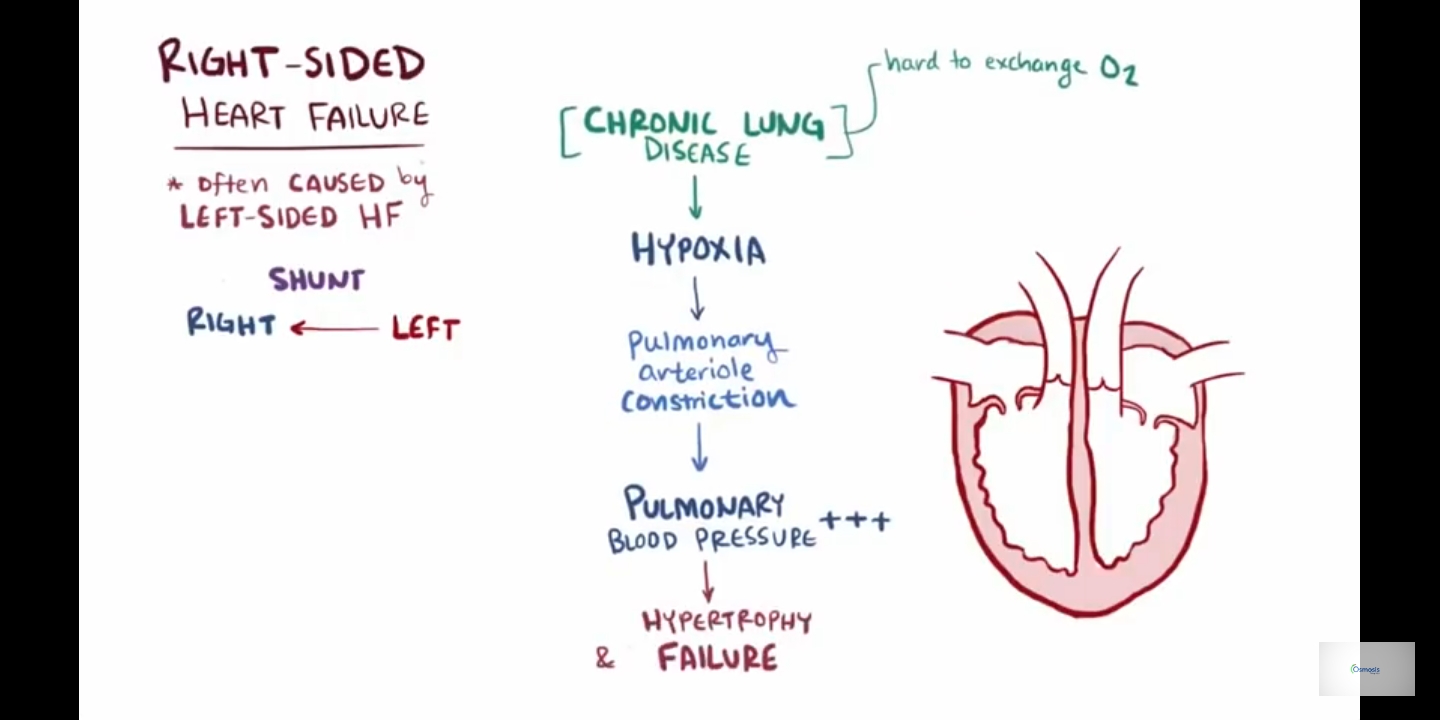 RIGHT-SIDED
HEART FAILURE
* often CAUSED by
LEFT-SIDED HF
SHUNT
RIGHT ← LEFT
hard to exchange O2
[CHRONIC LUNG
DISEASE]
↓
HYPOXIA
↓
Pulmonary
arteriole
constriction
↓
PULMONARY
BLOOD PRESSURE +++
↓
HYPERTROPHY
& FAILURE
Osmosis